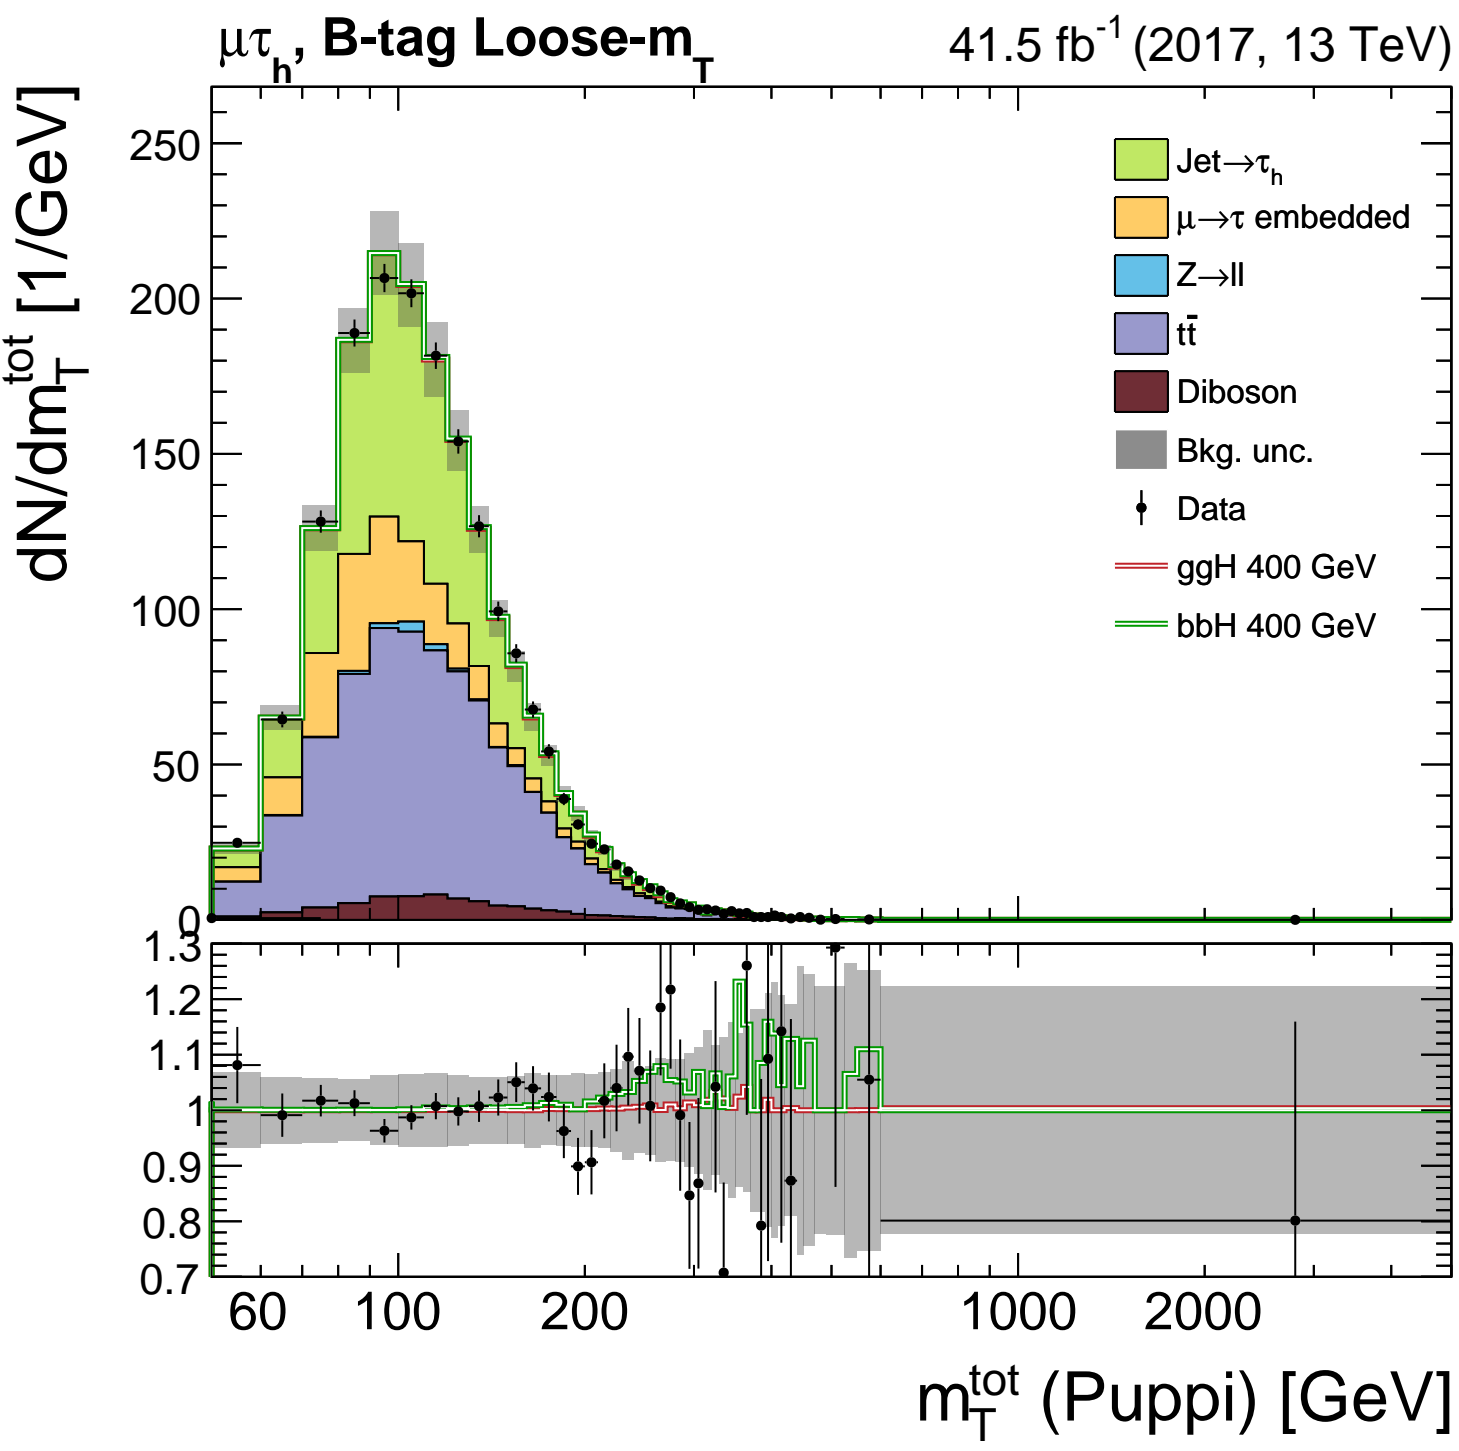 μτh, B-tag Loose-mT
41.5 fb-1 (2017, 13 TeV)
dN/dmTtot [1/GeV]
250
200
150
100
50
0
Jet→τh
μ→τ embedded
Z→ll
tt̄
Diboson
Bkg. unc.
Data
ggH 400 GeV
bbH 400 GeV
1.3
1.2
1.1
1
0.9
0.8
0.7
60 100 200 1000 2000
mTtot (Puppi) [GeV]